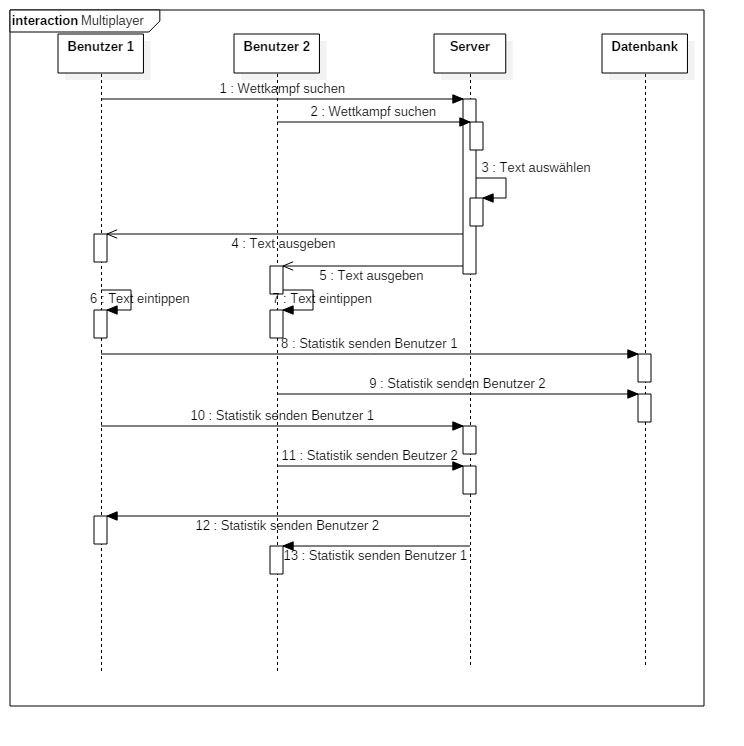 interaction Multiplayer
Benutzer 1
Benutzer 2
Server
Datenbank
1 : Wettkampf suchen
2 : Wettkampf suchen
3 : Text auswählen
4 : Text ausgeben
5 : Text ausgeben
6 : Text eintippen
7 : Text eintippen
8 : Statistik senden Benutzer 1
9 : Statistik senden Benutzer 2
10 : Statistik senden Benutzer 1
11 : Statistik senden Beutzer 2
12 : Statistik senden Benutzer 2
13 : Statistik senden Benutzer 1